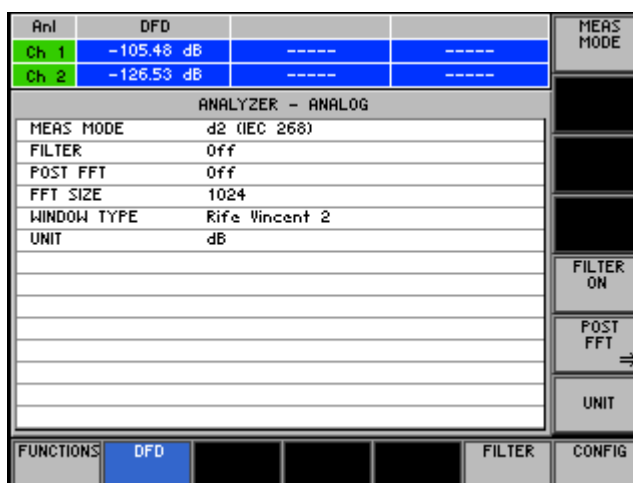 Anl DFD
Ch 1 -105.48 dB ----- -----
Ch 2 -126.53 dB ----- -----
ANALYZER - ANALOG
MEAS MODE d2 (IEC 268)
FILTER Off
POST FFT Off
FFT SIZE 1024
WINDOW TYPE Rife Vincent 2
UNIT dB
MEAS
MODE
FILTER
ON
POST
FFT
⇒
UNIT
FUNCTIONS DFD FILTER CONFIG